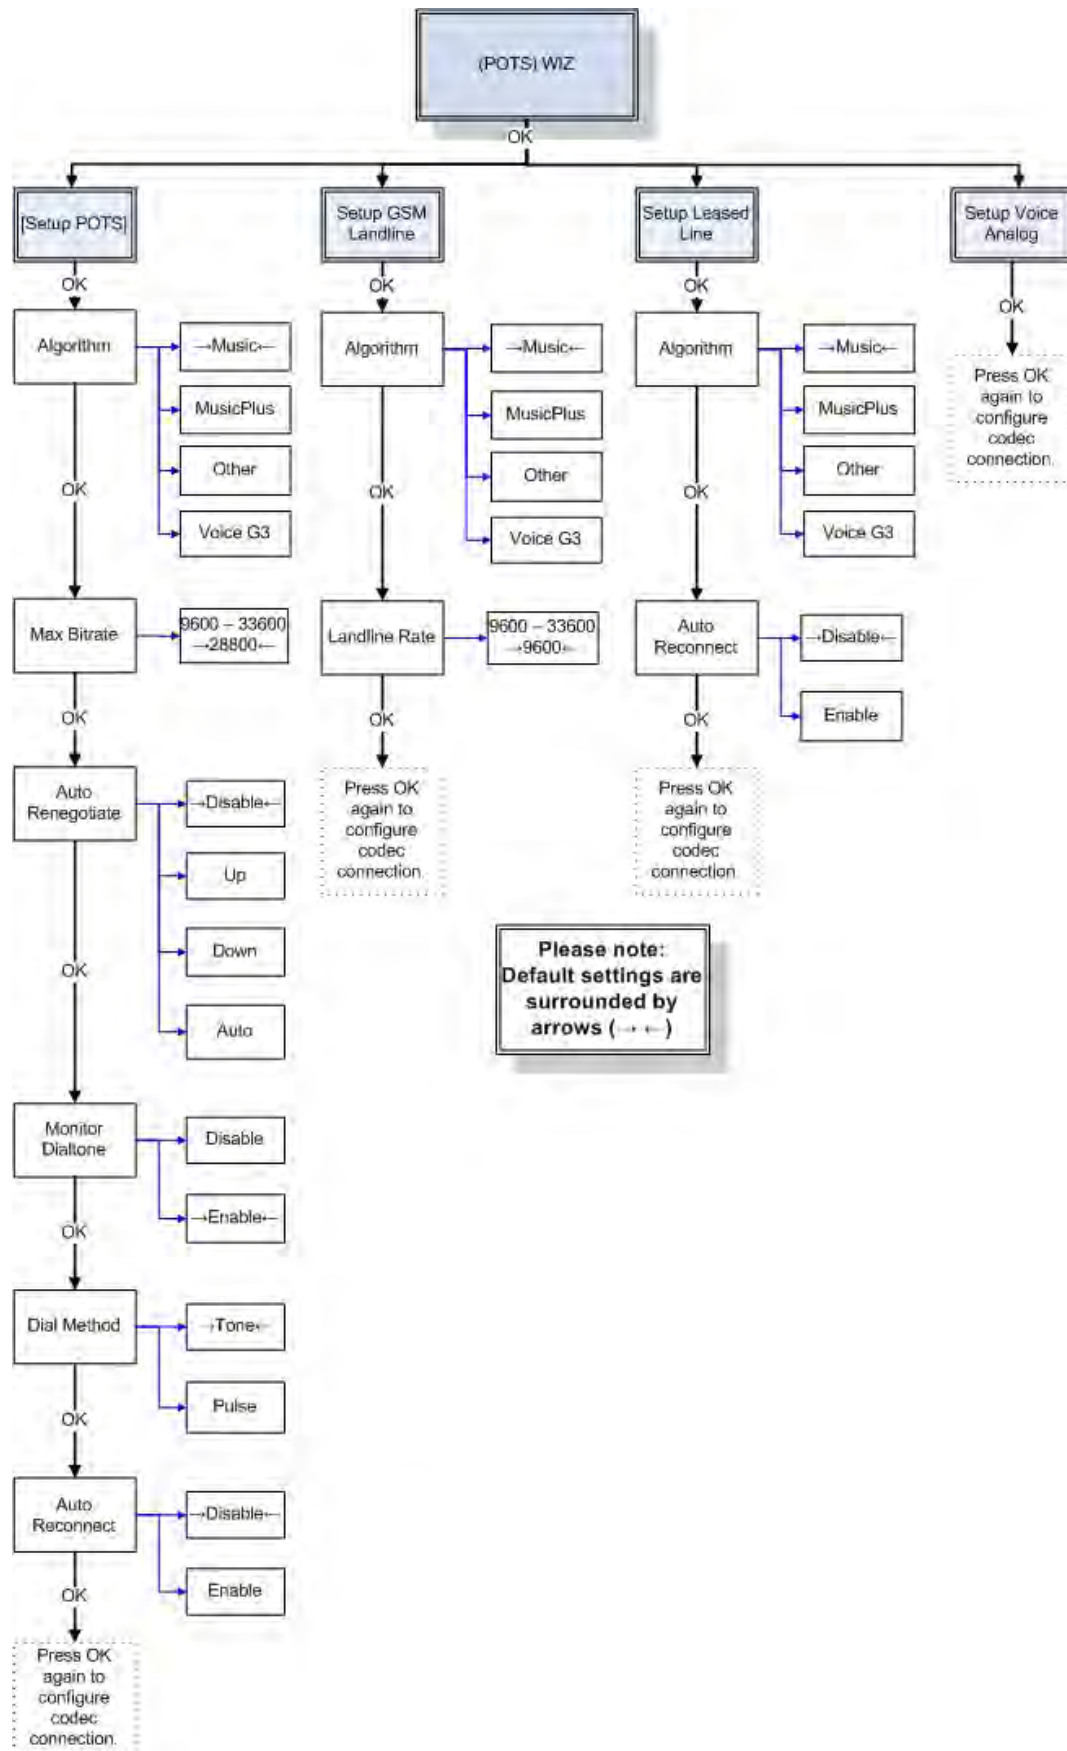 (POTS) WIZ
OK
[Setup POTS]
Setup GSM
Landline
Setup Leased
Line
Setup Voice
Analog
OK
OK
OK
OK
Algorithm
→Music←
MusicPlus
Other
Voice G3
Algorithm
→Music←
MusicPlus
Other
Voice G3
Algorithm
→Music←
MusicPlus
Other
Voice G3
Press OK
again to
configure
codec
connection.
OK
OK
OK
Max Bitrate
9600 – 33600
→28800←
Landline Rate
9600 – 33600
→9600←
Auto
Reconnect
→Disable←
Enable
OK
OK
OK
Auto
Renegotiate
→Disable←
Up
Down
Auto
Press OK
again to
configure
codec
connection.
Press OK
again to
configure
codec
connection.
Please note:
Default settings are
surrounded by
arrows (→ ←)
OK
Monitor
Dialtone
Disable
→Enable←
OK
Dial Method
→Tone←
Pulse
OK
Auto
Reconnect
→Disable←
Enable
OK
Press OK
again to
configure
codec
connection.